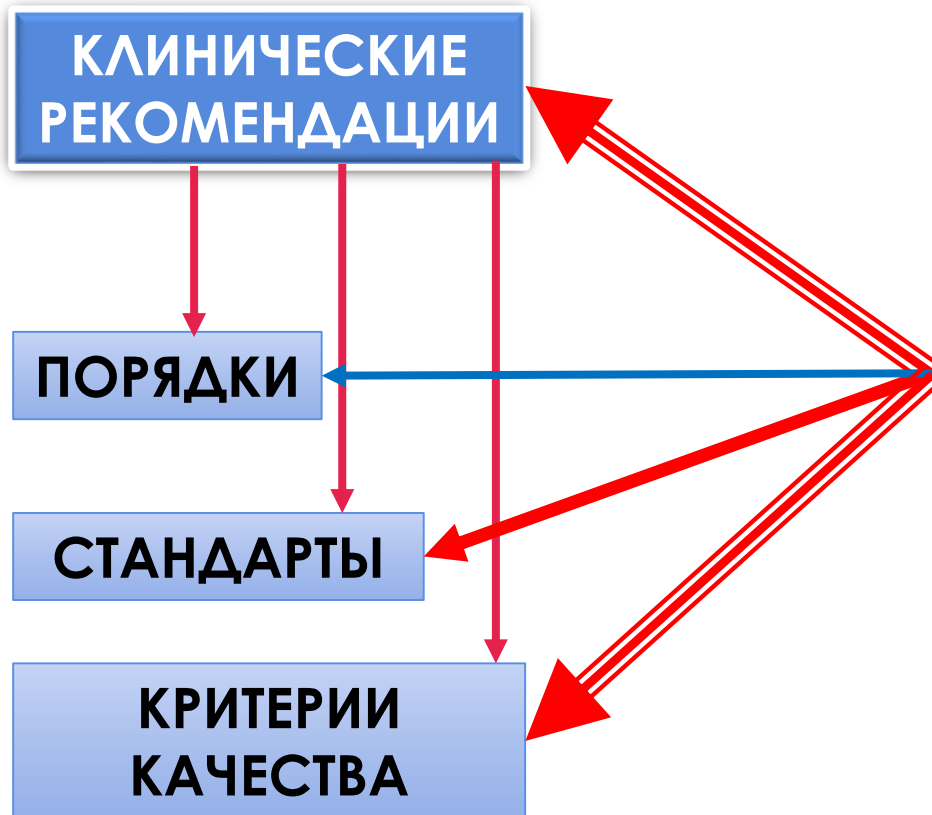 КЛИНИЧЕСКИЕ
РЕКОМЕНДАЦИИ
ПОРЯДКИ
СТАНДАРТЫ
КРИТЕРИИ
КАЧЕСТВА